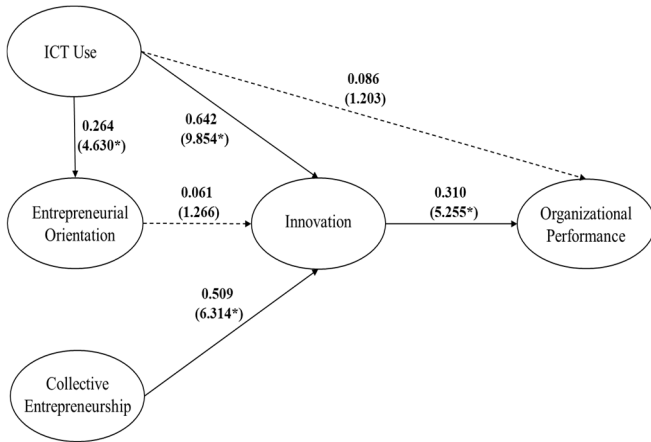 ICT Use
0.086
(1.203)
0.264
(4.630*)
0.642
(9.854*)
Entrepreneurial
Orientation
0.061
(1.266)
Innovation
0.310
(5.255*)
Organizational
Performance
0.509
(6.314*)
Collective
Entrepreneurship